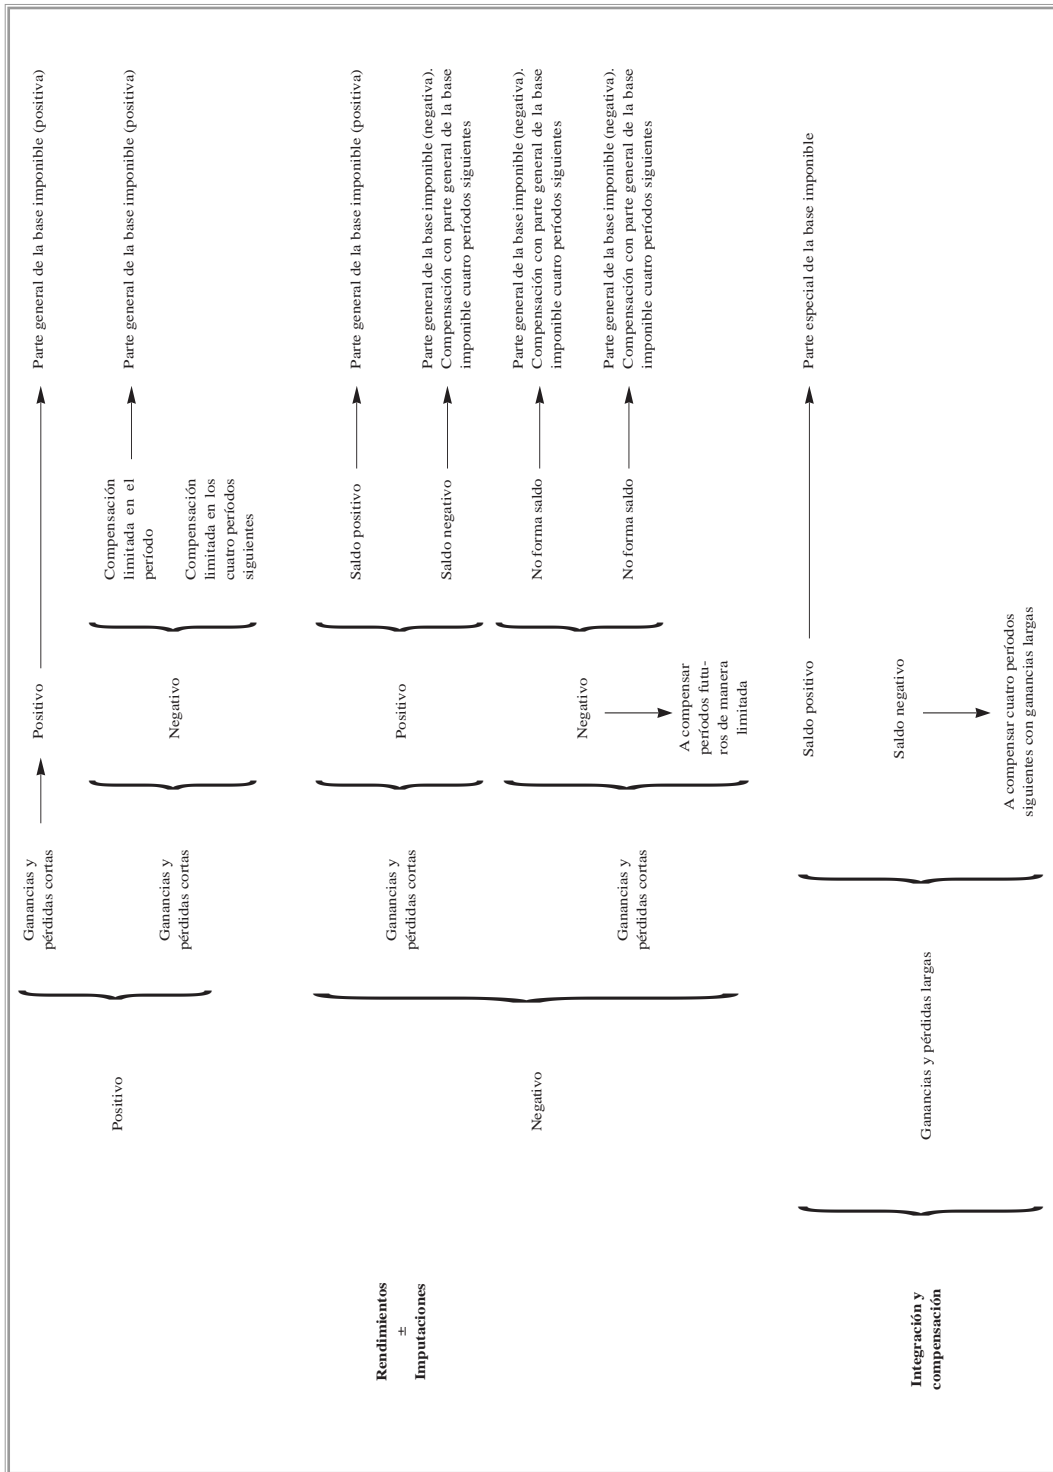 Rendimientos
±
Imputaciones
Positivo
Ganancias y
pérdidas cortas
Positivo
Parte general de la base imponible (positiva)
Ganancias y
pérdidas cortas
Negativo
Compensación
limitada en el
período
Parte general de la base imponible (positiva)
Compensación
limitada en los
cuatro períodos
siguientes
Negativo
Ganancias y
pérdidas cortas
Positivo
Saldo positivo
Parte general de la base imponible (positiva)
Saldo negativo
Parte general de la base imponible (negativa).
Compensación con parte general de la base
imponible cuatro períodos siguientes
Ganancias y
pérdidas cortas
Negativo
No forma saldo
Parte general de la base imponible (negativa).
Compensación con parte general de la base
imponible cuatro períodos siguientes
No forma saldo
Parte general de la base imponible (negativa).
Compensación con parte general de la base
imponible cuatro períodos siguientes
A compensar
períodos futu-
ros de manera
limitada
Integración y
compensación
Ganancias y pérdidas largas
Saldo positivo
Parte especial de la base imponible
Saldo negativo
A compensar cuatro períodos
siguientes con ganancias largas